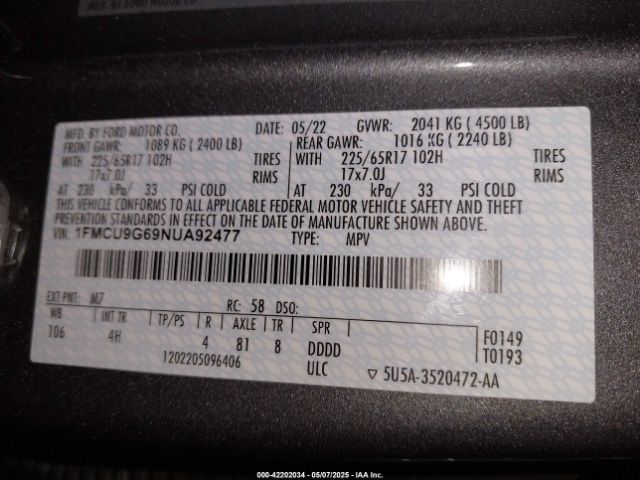 MFD. BY FORD MOTOR CO.
MFD. BY FORD MOTOR CO. DATE: 05/22 GVWR: 2041 KG ( 4500 LB)
FRONT GAWR: 1089 KG ( 2400 LB) REAR GAWR: 1016 KG ( 2240 LB)
WITH 225/65R17 102H TIRES WITH 225/65R17 102H TIRES
17x7.0J RIMS 17x7.0J RIMS
AT 230 kPa/ 33 PSI COLD AT 230 kPa/ 33 PSI COLD
THIS VEHICLE CONFORMS TO ALL APPLICABLE FEDERAL MOTOR VEHICLE SAFETY AND THEFT
PREVENTION STANDARDS IN EFFECT ON THE DATE OF MANUFACTURE SHOWN ABOVE.
VIN: 1FMCU9G69NUA92477 TYPE: MPV
EXT PNT: M7 RC: 58 DSO:
WB INT TR TP/PS R AXLE TR SPR
106 4H 4 81 8 DDDD F0149
1202205096406 ULC T0193
▽ 5U5A-3520472-AA
000-42202034 — 05/07/2025 — IAA Inc.